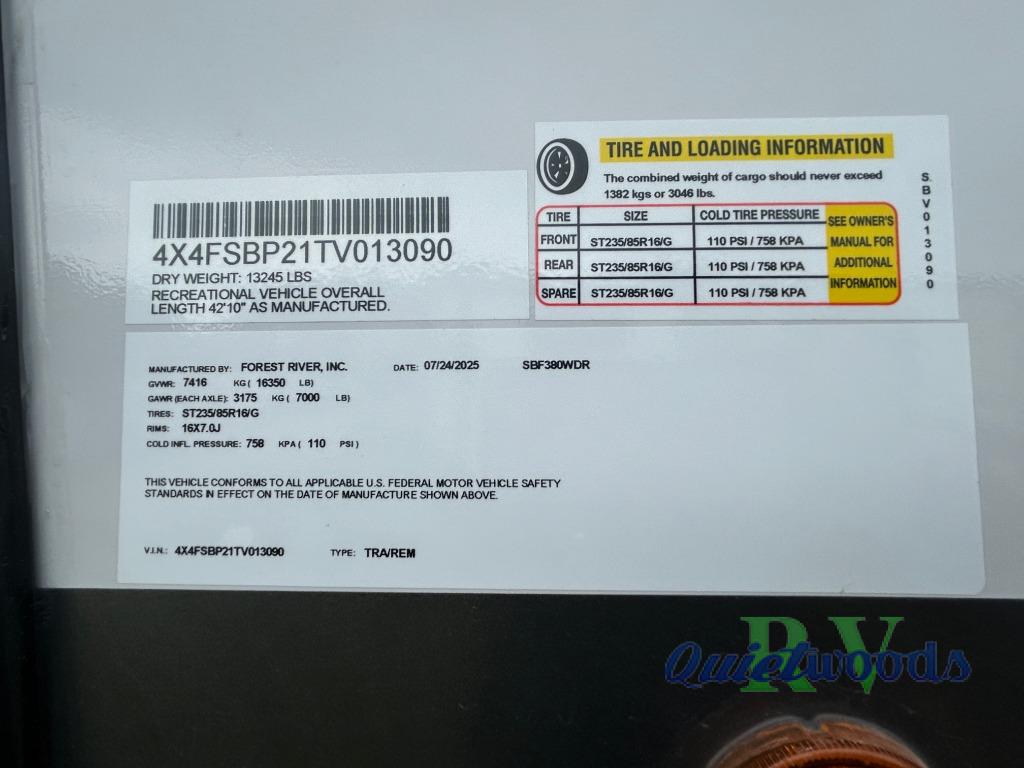 4X4FSBP21TV013090
DRY WEIGHT: 13245 LBS
RECREATIONAL VEHICLE OVERALL
LENGTH 42'10" AS MANUFACTURED.
TIRE AND LOADING INFORMATION
The combined weight of cargo should never exceed
1382 kgs or 3046 lbs.
TIRE SIZE COLD TIRE PRESSURE
FRONT ST235/85R16/G 110 PSI / 758 KPA
REAR ST235/85R16/G 110 PSI / 758 KPA
SPARE ST235/85R16/G 110 PSI / 758 KPA
SEE OWNER'S
MANUAL FOR
ADDITIONAL
INFORMATION
S.BV013090
MANUFACTURED BY: FOREST RIVER, INC. DATE: 07/24/2025 SBF380WDR
GVWR: 7416 KG ( 16350 LB)
GAWR (EACH AXLE): 3175 KG ( 7000 LB)
TIRES: ST235/85R16/G
RIMS: 16X7.0J
COLD INFL. PRESSURE: 758 KPA ( 110 PSI )
THIS VEHICLE CONFORMS TO ALL APPLICABLE U.S. FEDERAL MOTOR VEHICLE SAFETY
STANDARDS IN EFFECT ON THE DATE OF MANUFACTURE SHOWN ABOVE.
V.I.N.: 4X4FSBP21TV013090 TYPE: TRA/REM
Quietwoods RV